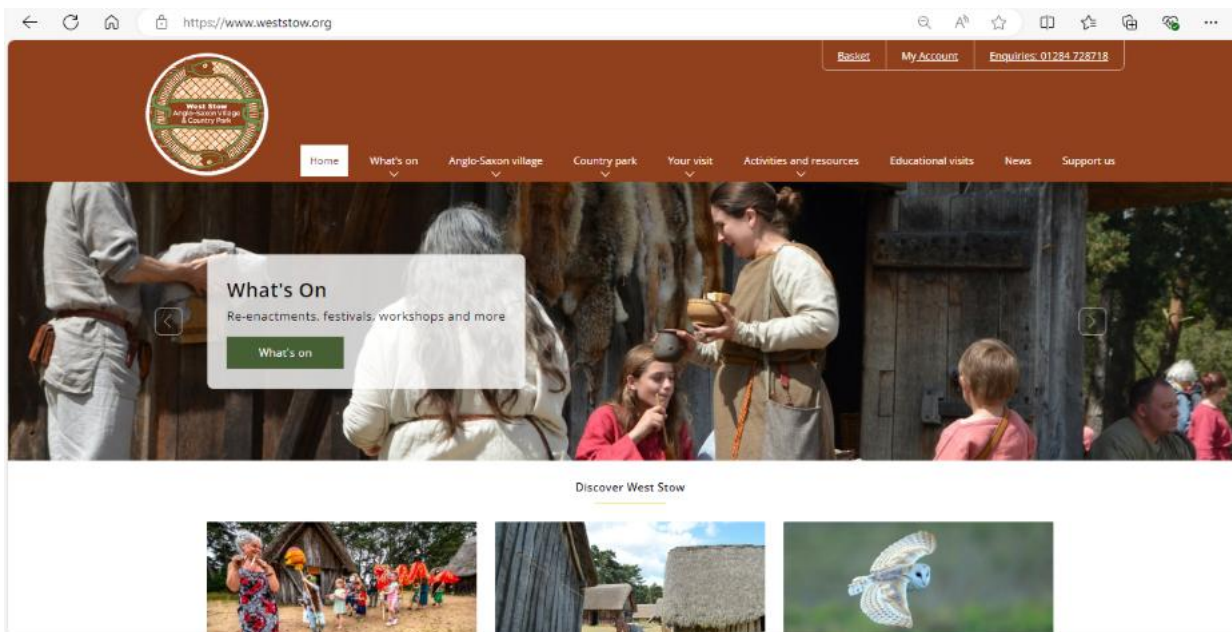 https://www.weststow.org
Basket
My Account
Enquiries: 01284 728718
West Stow
Anglo-Saxon Village
& Country Park
Home
What's on
Anglo-Saxon village
Country park
Your visit
Activities and resources
Educational visits
News
Support us
What's On
Re-enactments, festivals, workshops and more
What's on
Discover West Stow